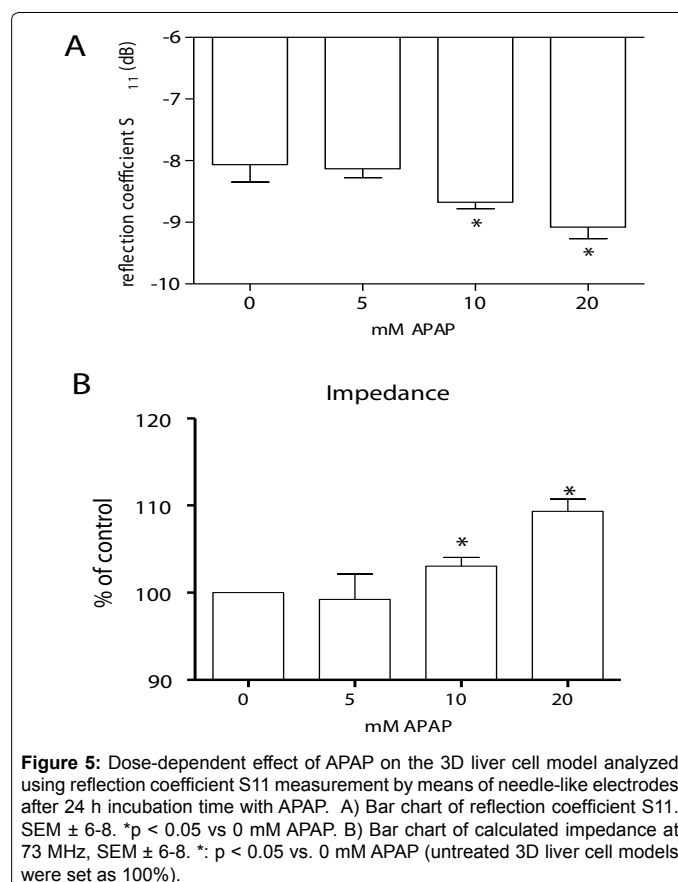 A
-6
-7
-8
-9
-10
reflection coefficient S 11 (dB)
*
*
0 5 10 20
mM APAP
B
Impedance
120
110
100
90
% of control
*
*
0 5 10 20
mM APAP
Figure 5: Dose-dependent effect of APAP on the 3D liver cell model analyzed
using reflection coefficient S11 measurement by means of needle-like electrodes
after 24 h incubation time with APAP. A) Bar chart of reflection coefficient S11.
SEM ± 6-8. *p < 0.05 vs 0 mM APAP. B) Bar chart of calculated impedance at
73 MHz, SEM ± 6-8. *: p < 0.05 vs. 0 mM APAP (untreated 3D liver cell models
were set as 100%).